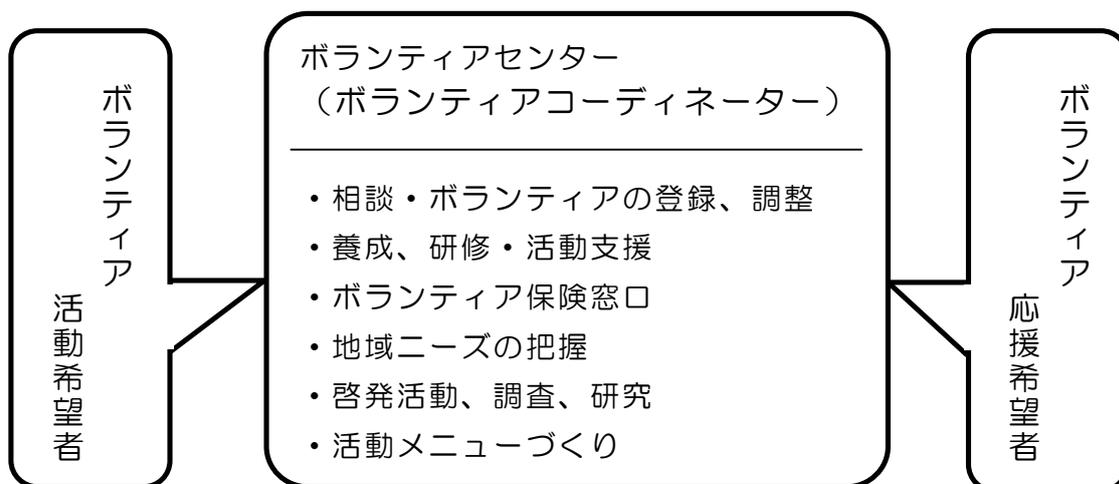 ボランティア
活動希望者
ボランティアセンター
（ボランティアコーディネーター）
・相談・ボランティアの登録、調整
・養成、研修・活動支援
・ボランティア保険窓口
・地域ニーズの把握
・啓発活動、調査、研究
・活動メニューづくり
ボランティア
応援希望者